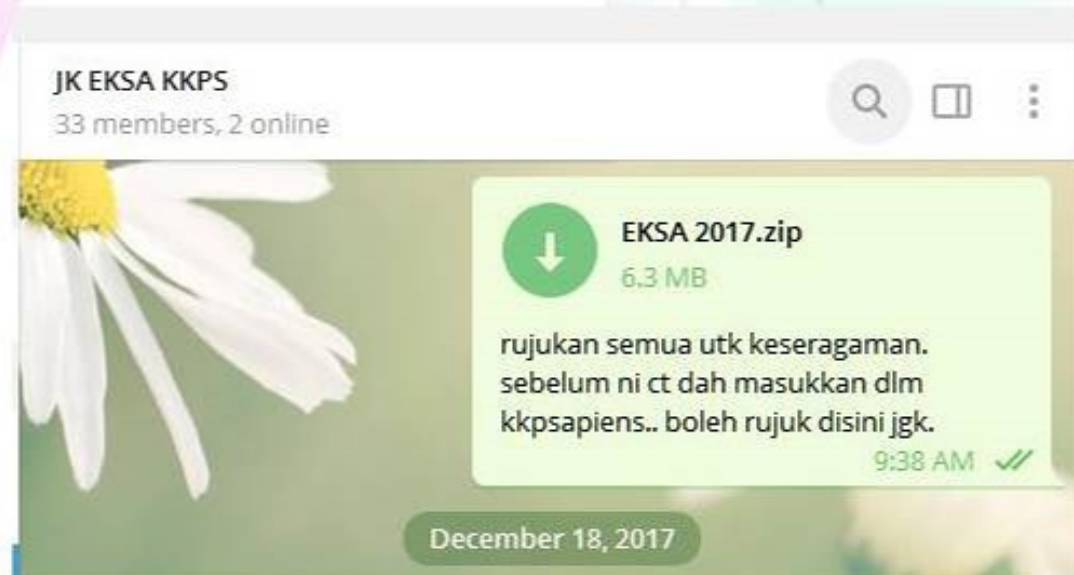 JK EKSA KKPS
33 members, 2 online
EKSA 2017.zip
6.3 MB
rujukan semua utk keseragaman.
sebelum ni ct dah masukkan dlm
kkpsapiens.. boleh rujuk disini jgk.
9:38 AM
December 18, 2017